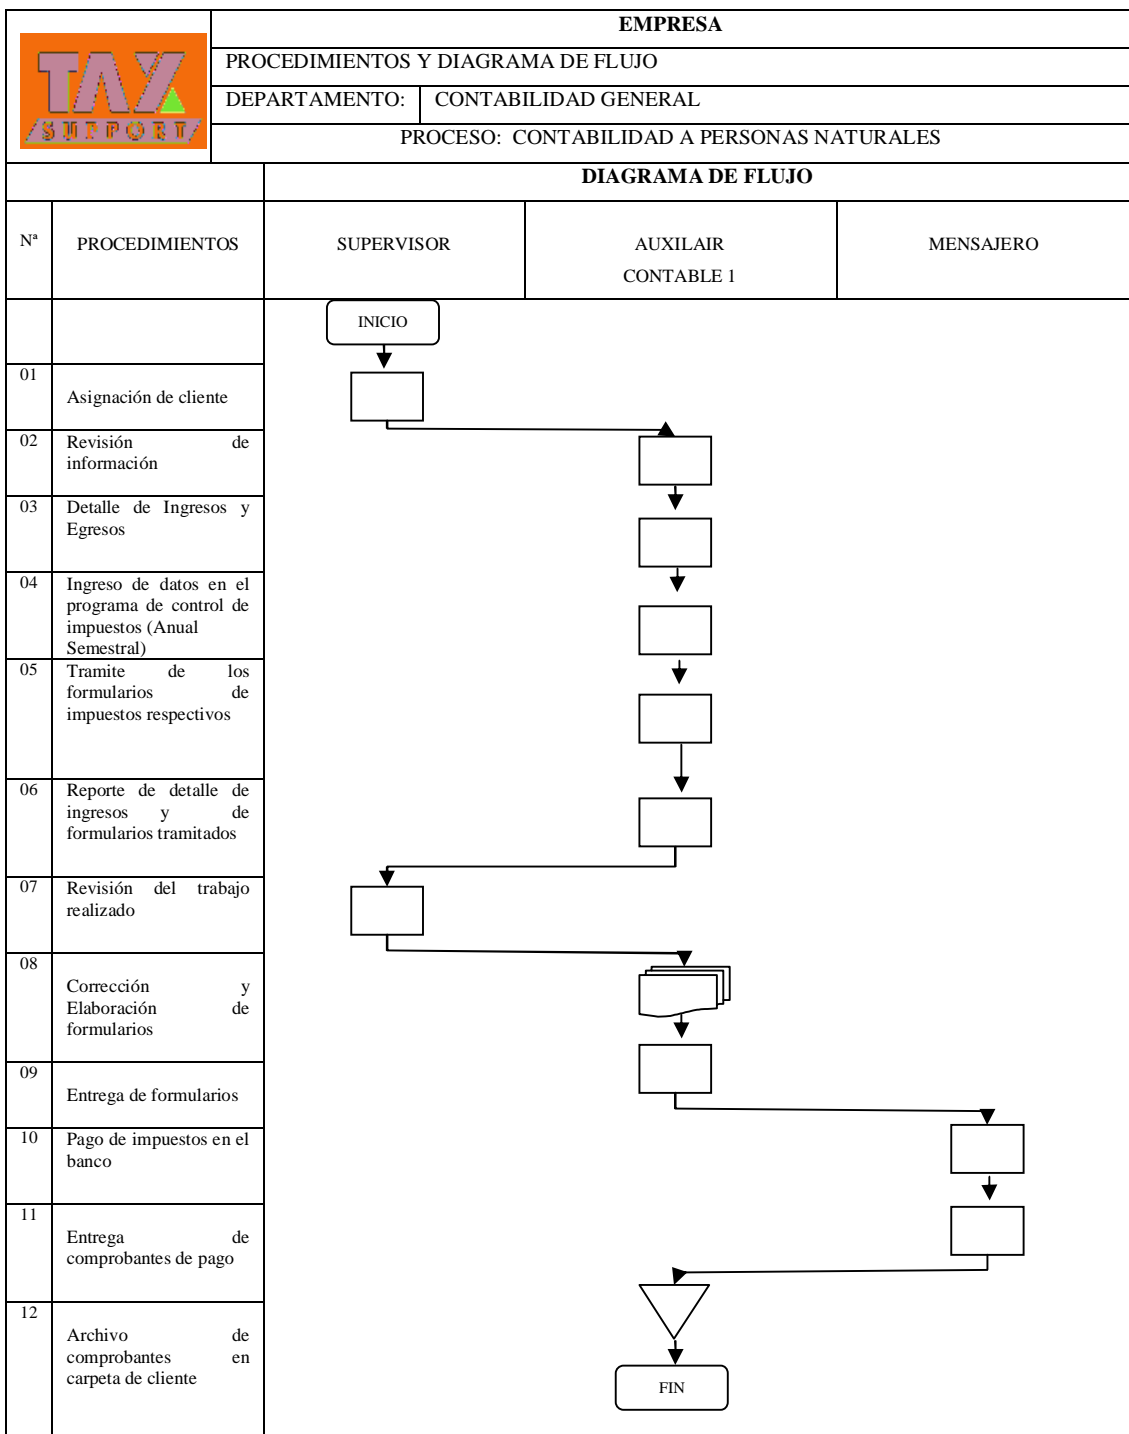 TAX
SUPPORT
EMPRESA
PROCEDIMIENTOS Y DIAGRAMA DE FLUJO
DEPARTAMENTO: CONTABILIDAD GENERAL
PROCESO: CONTABILIDAD A PERSONAS NATURALES
DIAGRAMA DE FLUJO
Nª PROCEDIMIENTOS SUPERVISOR AUXILAIR
CONTABLE 1
MENSAJERO
INICIO
01
Asignación de cliente
02 Revisión de
información
03 Detalle de Ingresos y
Egresos
04 Ingreso de datos en el
programa de control de
impuestos (Anual
Semestral)
05 Tramite de los
formularios de
impuestos respectivos
06 Reporte de detalle de
ingresos y de
formularios tramitados
07 Revisión del trabajo
realizado
08
Corrección y
Elaboración de
formularios
09
Entrega de formularios
10 Pago de impuestos en el
banco
11
Entrega de
comprobantes de pago
12
Archivo de
comprobantes en
carpeta de cliente
FIN